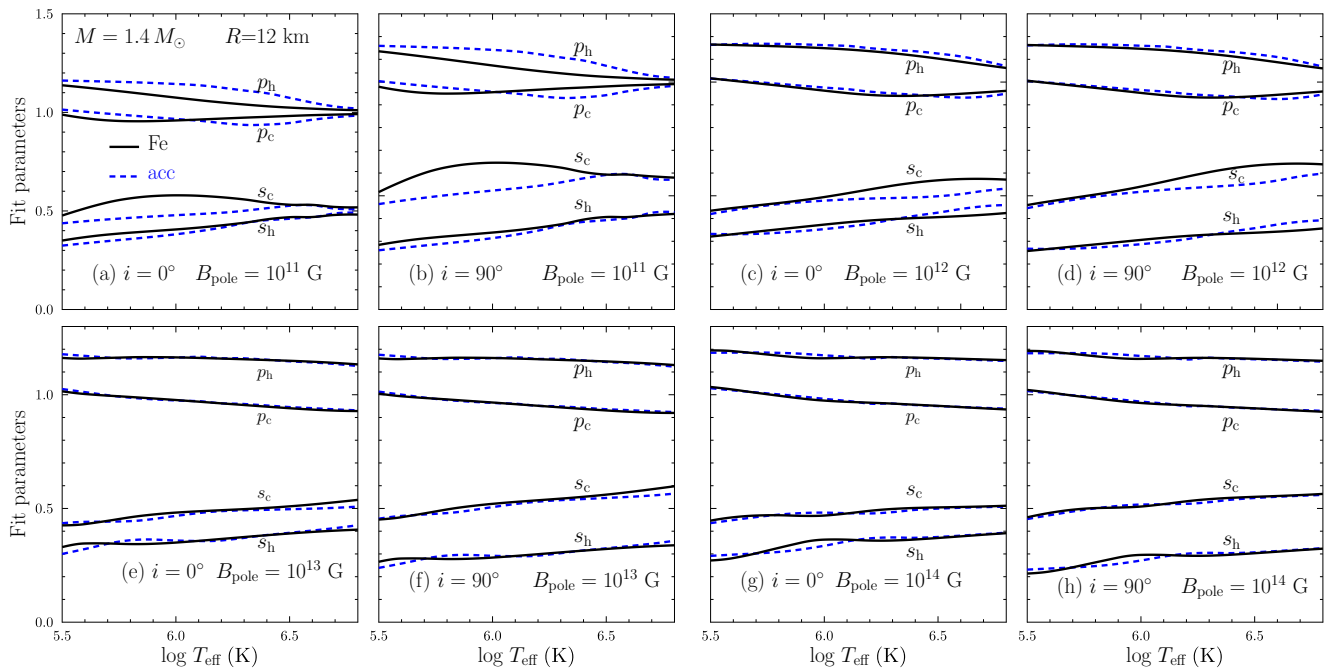 1.5
M = 1.4 M⊙ R=12 km
p_h
p_c
Fe
acc
s_c
s_h
(a) i = 0° B_pole = 10^11 G
1.0
0.5
0.0
Fit parameters
p_h
p_c
s_c
s_h
(b) i = 90° B_pole = 10^11 G
p_h
p_c
s_c
s_h
(c) i = 0° B_pole = 10^12 G
p_h
p_c
s_c
s_h
(d) i = 90° B_pole = 10^12 G
1.0
0.5
0.0
Fit parameters
p_h
p_c
s_c
s_h
(e) i = 0° B_pole = 10^13 G
5.5 6.0 6.5
log T_eff (K)
p_h
p_c
s_c
s_h
(f) i = 90° B_pole = 10^13 G
6.0 6.5
log T_eff (K)
p_h
p_c
s_c
s_h
(g) i = 0° B_pole = 10^14 G
5.5 6.0 6.5
log T_eff (K)
p_h
p_c
s_c
s_h
(h) i = 90° B_pole = 10^14 G
5.5 6.0 6.5
log T_eff (K)